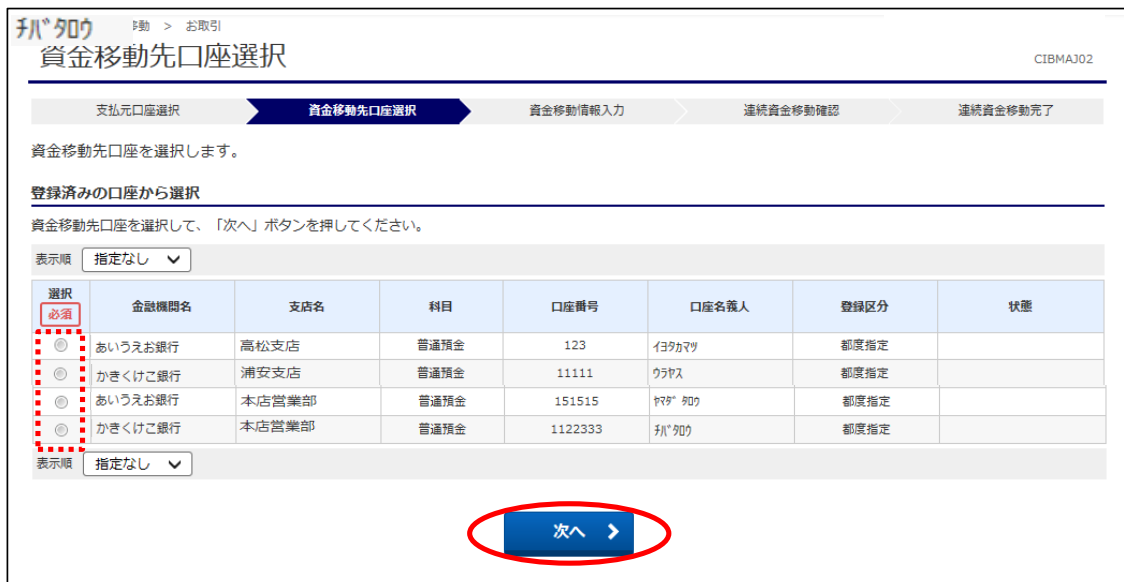 ﾁﾊﾞﾀﾛｳ 移動 > お取引
資金移動先口座選択
CIBMAJ02
支払元口座選択 資金移動先口座選択 資金移動情報入力 連続資金移動確認 連続資金移動完了
資金移動先口座を選択します。
登録済みの口座から選択
資金移動先口座を選択して、「次へ」ボタンを押してください。
表示順 指定なし
選択 必須 金融機関名 支店名 科目 口座番号 口座名義人 登録区分 状態
あいうえお銀行 高松支店 普通預金 123 ｲﾖﾀｶﾏﾂ 都度指定
かきくけこ銀行 浦安支店 普通預金 11111 ｳﾗﾔｽ 都度指定
あいうえお銀行 本店営業部 普通預金 151515 ﾔﾏﾀﾞ ﾀﾛｳ 都度指定
かきくけこ銀行 本店営業部 普通預金 1122333 ﾁﾊﾞﾀﾛｳ 都度指定
表示順 指定なし
次へ